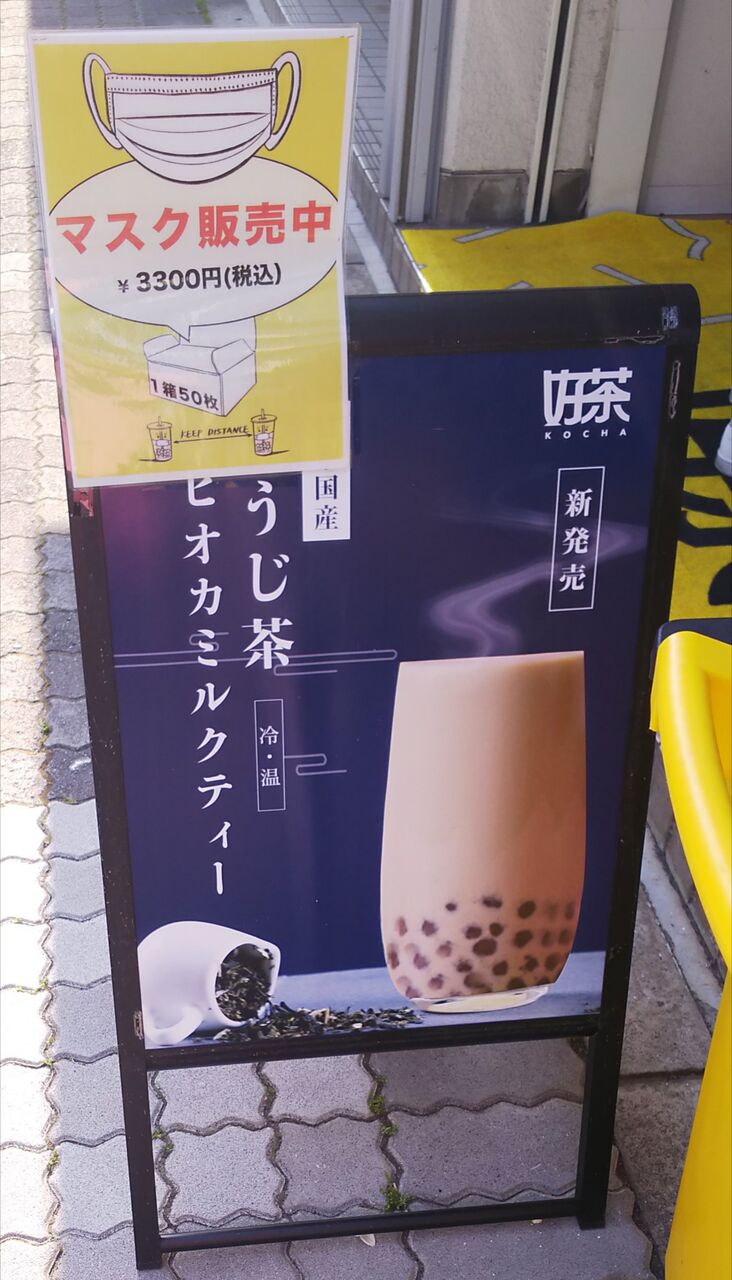 マスク販売中
¥3300円(税込)
1箱50枚
KEEP DISTANCE
好茶
KOCHA
新発売
国産
うじ茶
冷・温
ピオカミルクティー